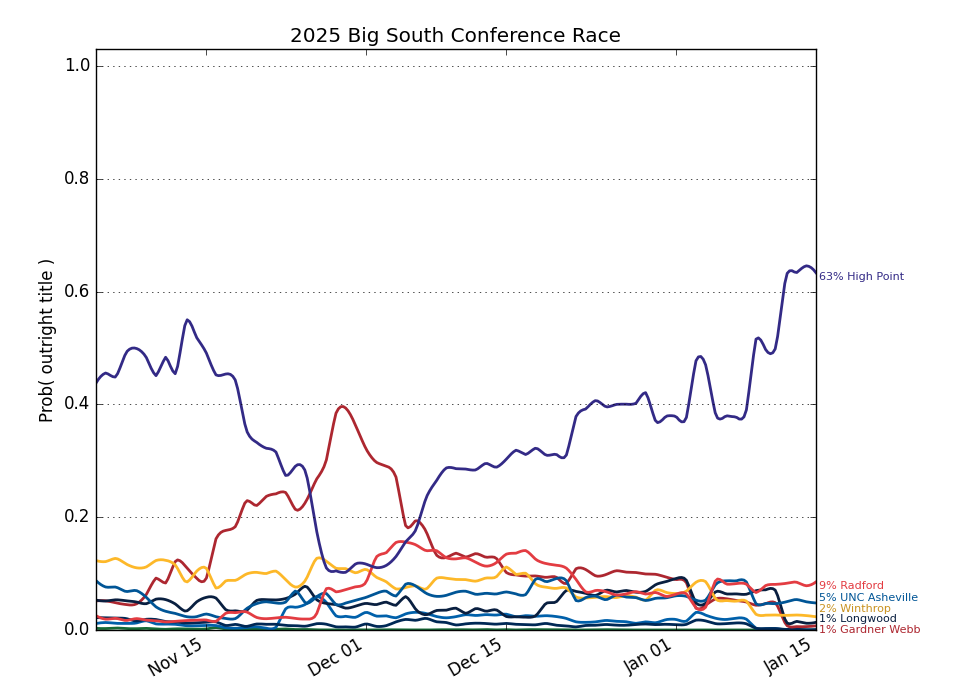 2025 Big South Conference Race
Prob( outright title )
1.0
0.8
0.6
0.4
0.2
0.0
63% High Point
9% Radford
5% UNC Asheville
2% Winthrop
1% Longwood
1% Gardner Webb
Nov 15
Dec 01
Dec 15
Jan 01
Jan 15